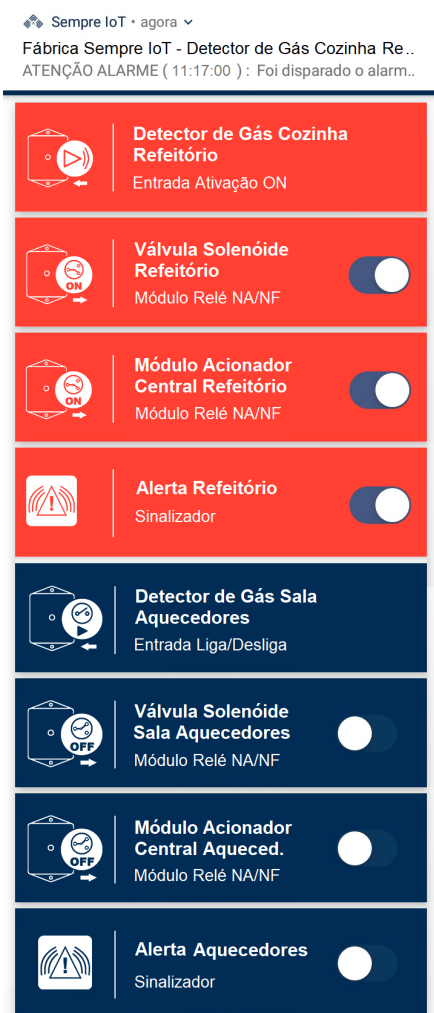 Sempre IoT • agora
Fábrica Sempre IoT - Detector de Gás Cozinha Re..
ATENÇÃO ALARME ( 11:17:00 ) : Foi disparado o alarm..
Detector de Gás Cozinha
Refeitório
Entrada Ativação ON
Válvula Solenóide
Refeitório
Módulo Relé NA/NF
ON
Módulo Acionador
Central Refeitório
Módulo Relé NA/NF
ON
Alerta Refeitório
Sinalizador
Detector de Gás Sala
Aquecedores
Entrada Liga/Desliga
Válvula Solenóide
Sala Aquecedores
Módulo Relé NA/NF
OFF
Módulo Acionador
Central Aqueced.
Módulo Relé NA/NF
OFF
Alerta Aquecedores
Sinalizador